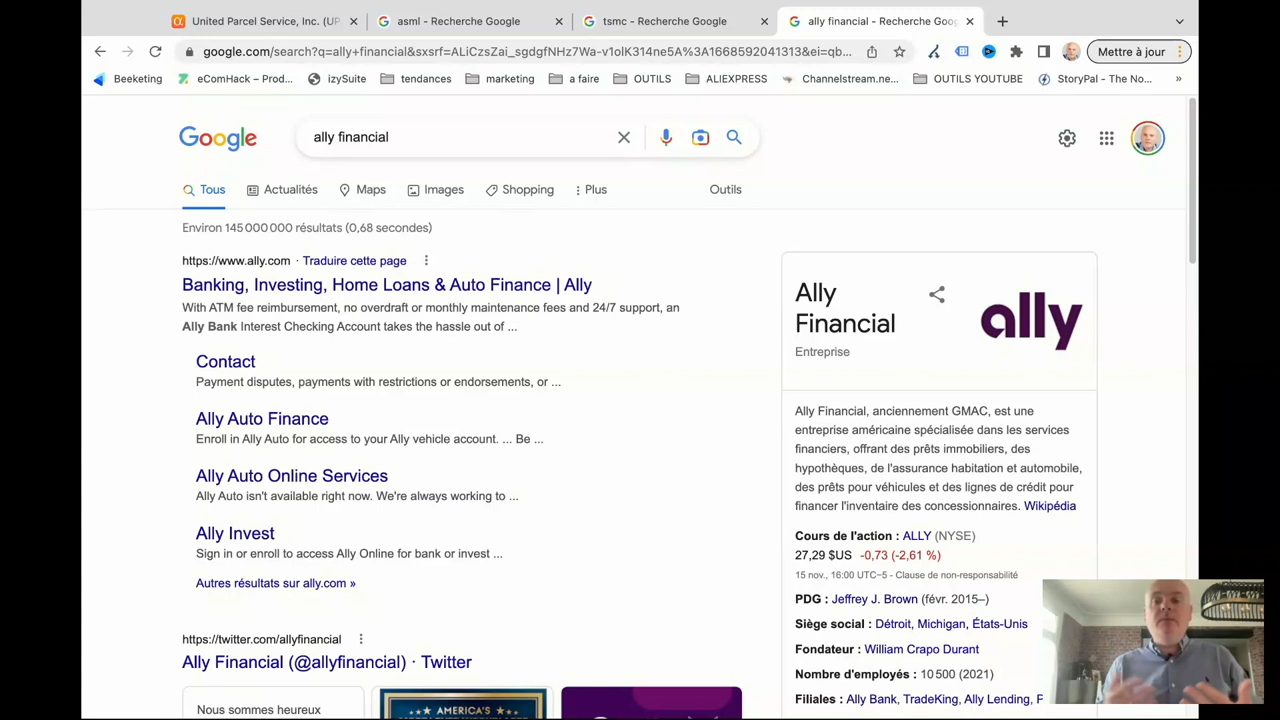 United Parcel Service, Inc. (UP
asml - Recherche Google
tsmc - Recherche Google
ally financial - Recherche Goog
google.com/search?q=ally+financial&sxsrf=ALiCzsZai_sgdgfNHz7Wa-v1oIK314ne5A%3A1668592041313&ei=qb...
Mettre à jour
Beeketing
eComHack – Prod...
izySuite
tendances
marketing
a faire
OUTILS
ALIEXPRESS
Channelstream.ne...
OUTILS YOUTUBE
StoryPal - The No...
»
Google
ally financial
Tous
Actualités
Maps
Images
Shopping
Plus
Outils
Environ 145 000 000 résultats (0,68 secondes)
https://www.ally.com · Traduire cette page
Banking, Investing, Home Loans & Auto Finance | Ally
With ATM fee reimbursement, no overdraft or monthly maintenance fees and 24/7 support, an
Ally Bank Interest Checking Account takes the hassle out of ...
Contact
Payment disputes, payments with restrictions or endorsements, or ...
Ally Auto Finance
Enroll in Ally Auto for access to your Ally vehicle account. ... Be ...
Ally Auto Online Services
Ally Auto isn't available right now. We're always working to ...
Ally Invest
Sign in or enroll to access Ally Online for bank or invest ...
Autres résultats sur ally.com »
https://twitter.com/allyfinancial
Ally Financial (@allyfinancial) · Twitter
Nous sommes heureux
AMERICA'S
Ally
Financial
Entreprise
ally
Ally Financial, anciennement GMAC, est une
entreprise américaine spécialisée dans les services
financiers, offrant des prêts immobiliers, des
hypothèques, de l'assurance habitation et automobile,
des prêts pour véhicules et des lignes de crédit pour
financer l'inventaire des concessionnaires. Wikipédia
Cours de l'action : ALLY (NYSE)
27,29 $US -0,73 (-2,61 %)
15 nov., 16:00 UTC−5 - Clause de non-responsabilité
PDG : Jeffrey J. Brown (févr. 2015–)
Siège social : Détroit, Michigan, États-Unis
Fondateur : William Crapo Durant
Nombre d'employés : 10 500 (2021)
Filiales : Ally Bank, TradeKing, Ally Lending, F